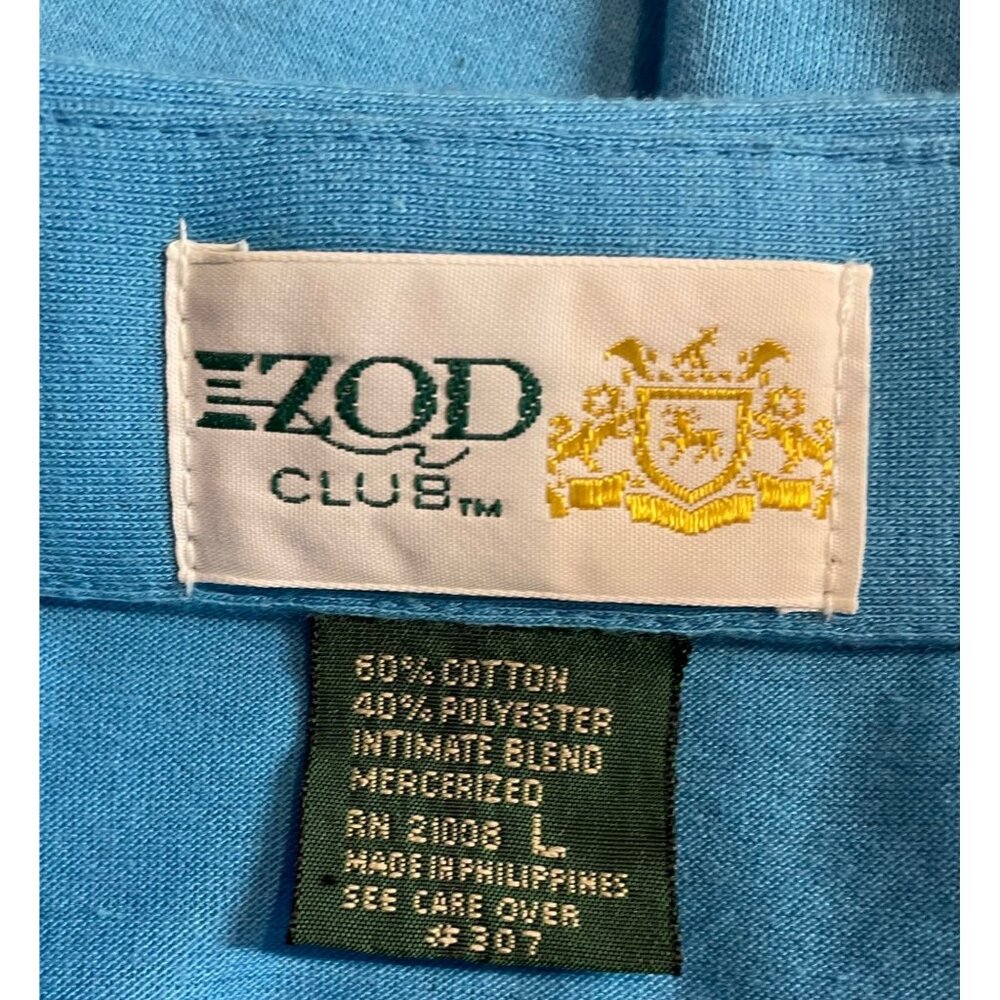 IZOD
CLUB™
60% COTTON
40% POLYESTER
INTIMATE BLEND
MERCERIZED
RN 21008 L
MADE IN PHILIPPINES
SEE CARE OVER
#307